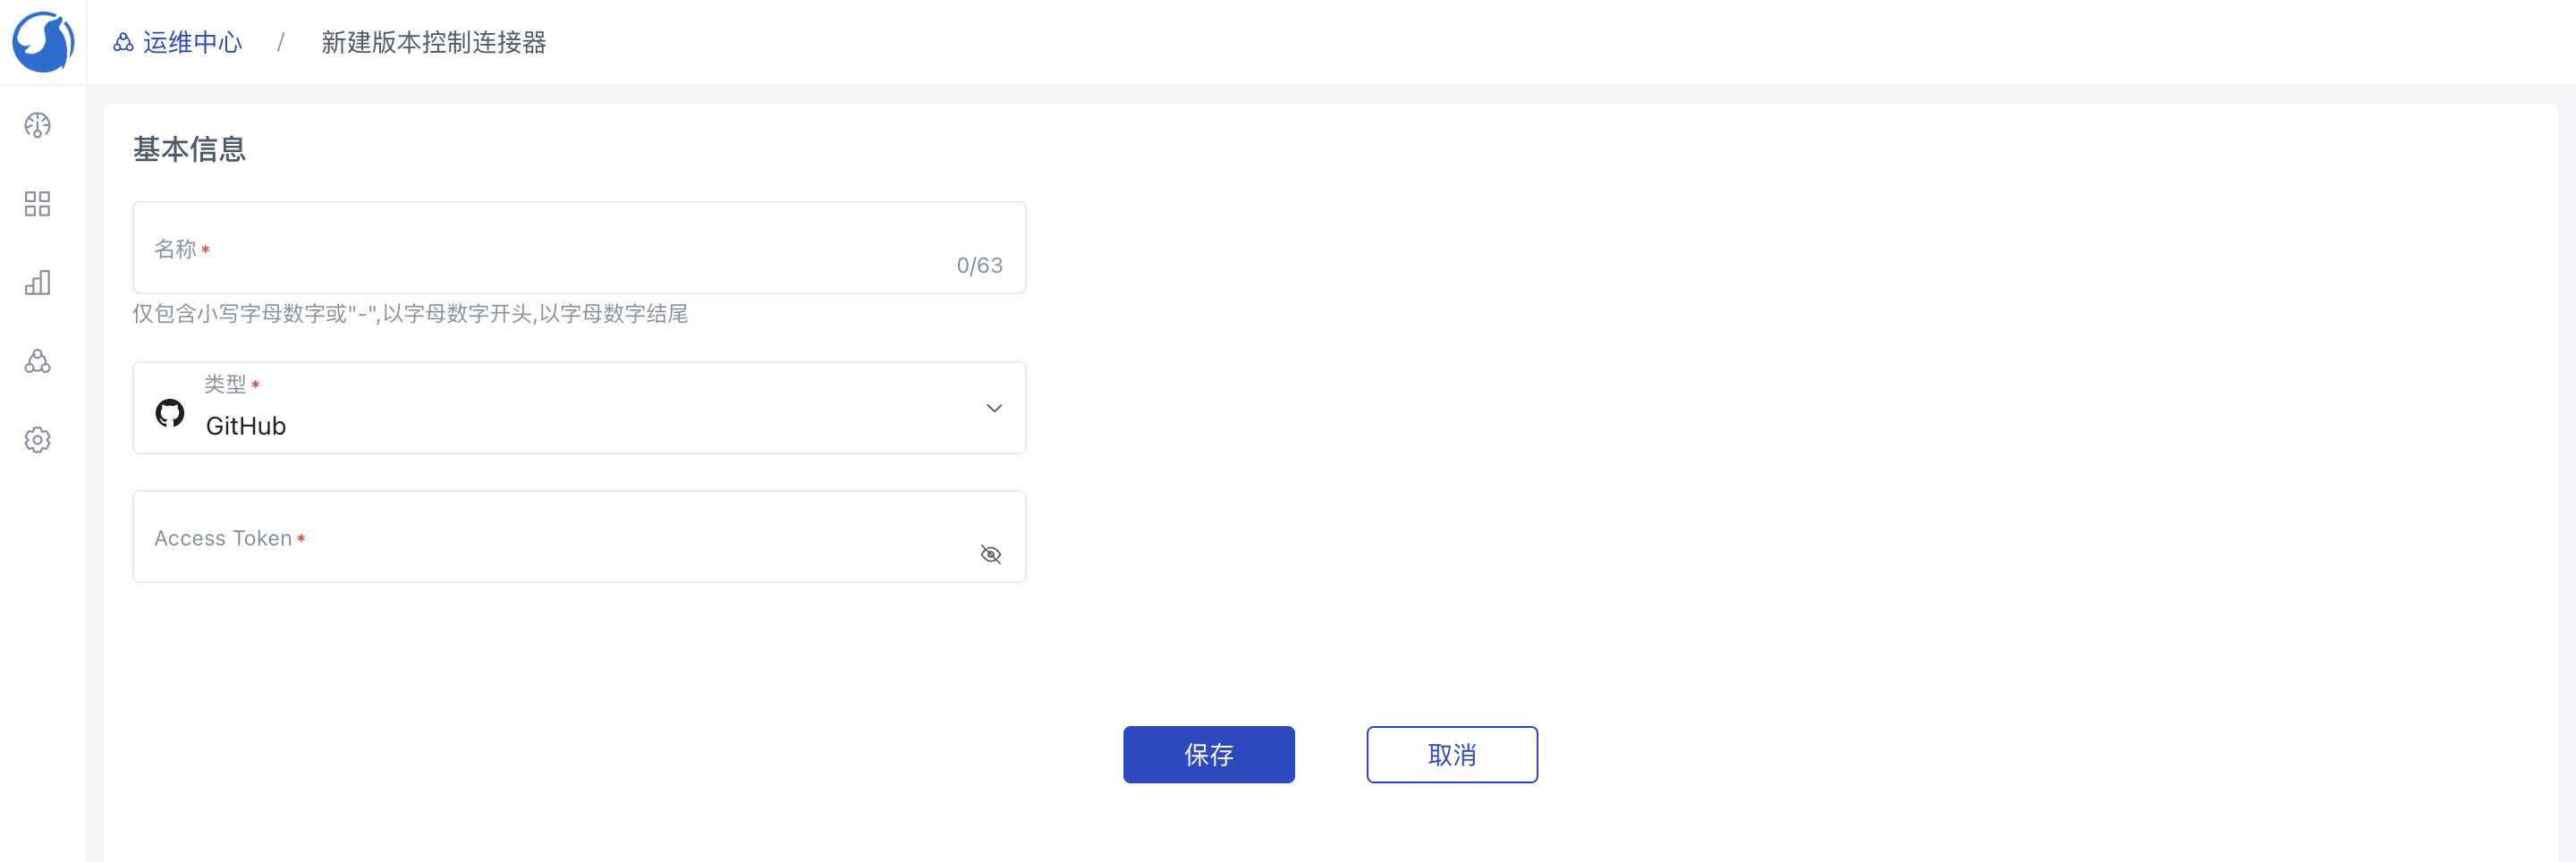 运维中心 / 新建版本控制连接器
基本信息
名称 *
0/63
仅包含小写字母数字或"-",以字母数字开头,以字母数字结尾
类型 *
GitHub
Access Token *
保存 取消